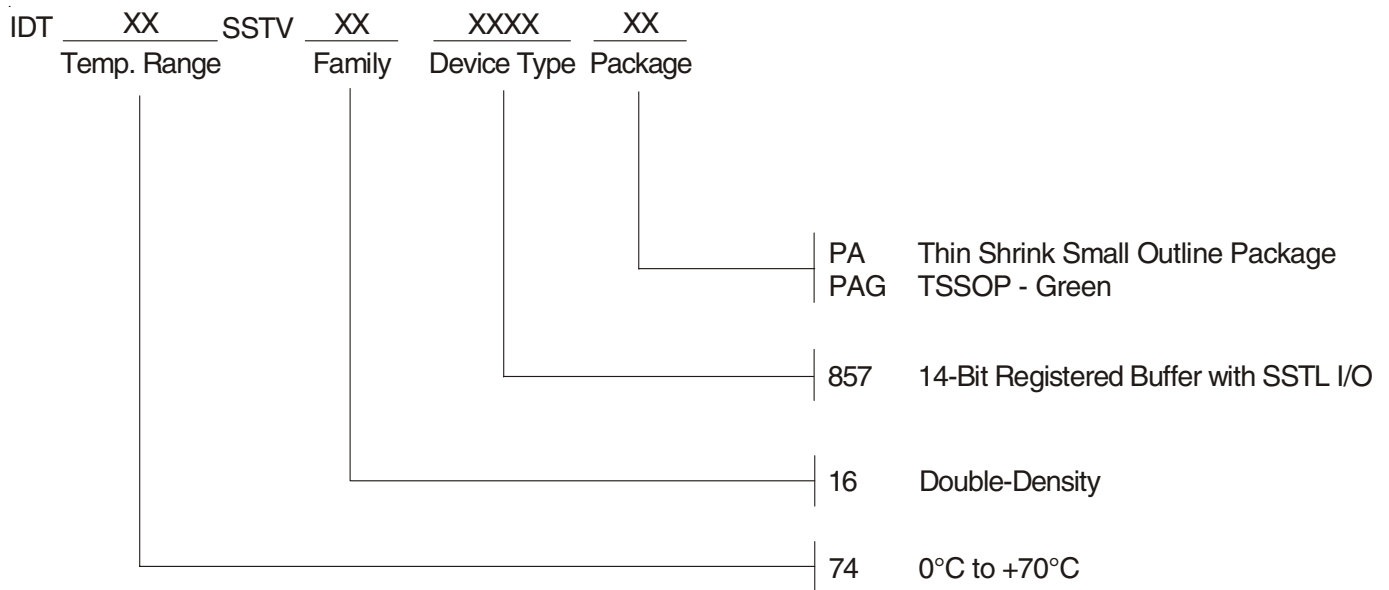 IDT XX SSTV XX XXXX XX
Temp. Range Family Device Type Package
PA Thin Shrink Small Outline Package
PAG TSSOP - Green
857 14-Bit Registered Buffer with SSTL I/O
16 Double-Density
74 0°C to +70°C